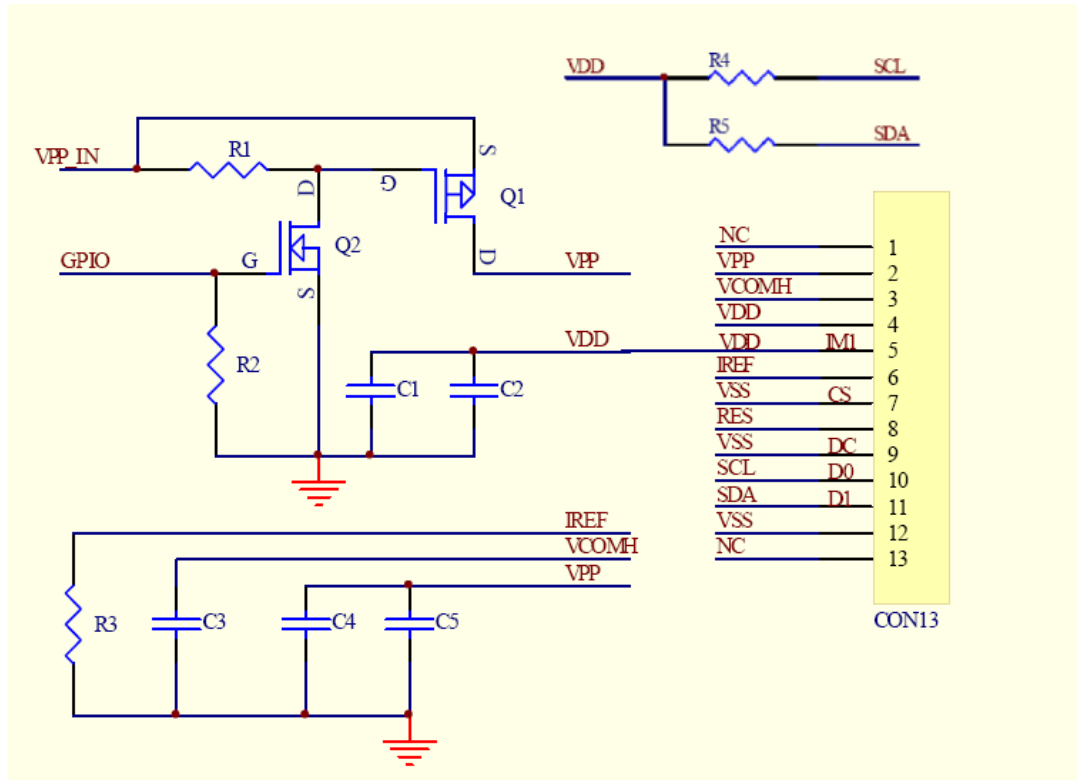 VDD R4 SCL
R5 SDA
VPP_IN R1 S
D G Q1
G Q2
GPIO S D VPP
R2
VDD
C1 C2
NC 1
VPP 2
VCOMH 3
VDD 4
VDD IM1 5
IREF 6
VSS CS 7
RES 8
VSS DC 9
SCL D0 10
SDA D1 11
VSS 12
NC 13
CON13
IREF
VCOMH
VPP
R3 C3 C4 C5